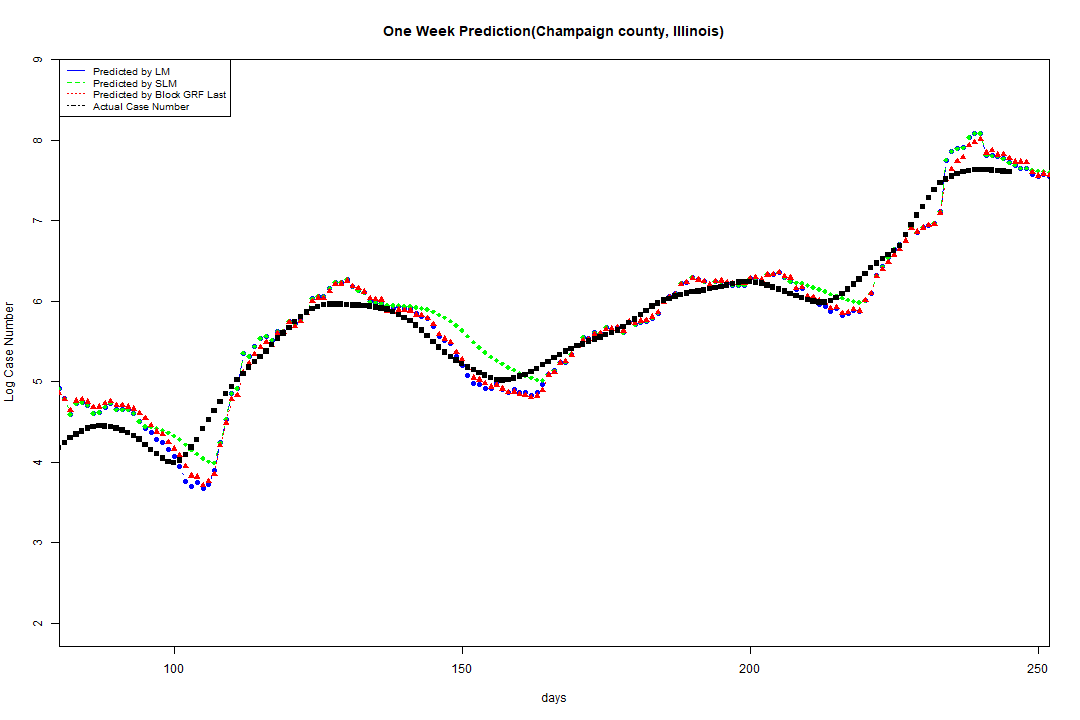 One Week Prediction(Champaign county, Illinois)
Predicted by LM
Predicted by SLM
Predicted by Block GRF Last
Actual Case Number
9
8
7
6
5
4
3
2
Log Case Number
100 150 200 250
days